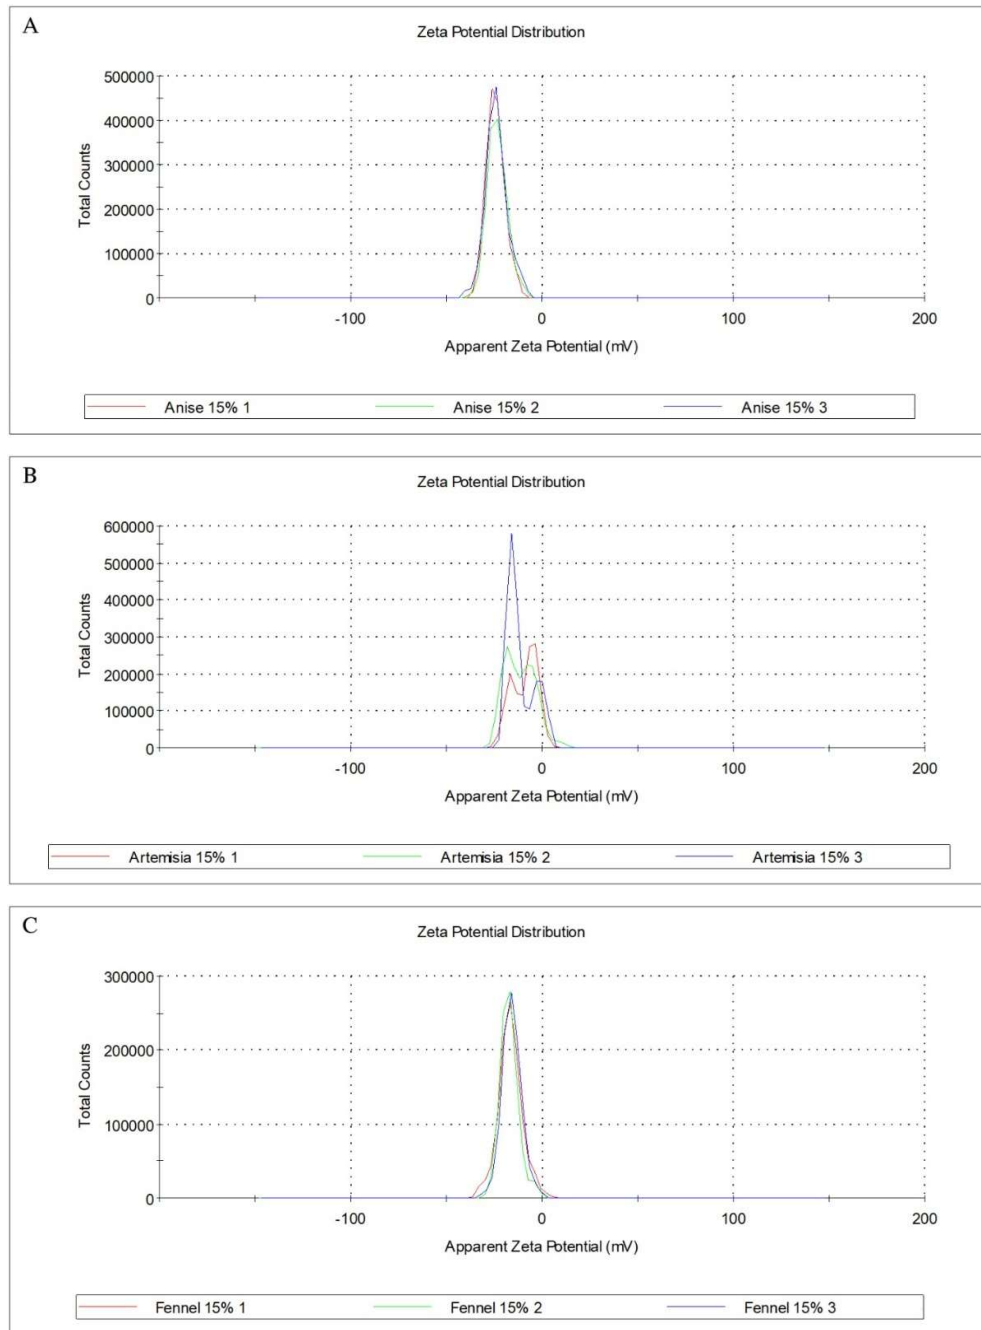 A
Zeta Potential Distribution
500000
400000
300000
200000
100000
0
Total Counts
-100 0 100 200
Apparent Zeta Potential (mV)
Anise 15% 1 Anise 15% 2 Anise 15% 3
B
Zeta Potential Distribution
600000
500000
400000
300000
200000
100000
0
Total Counts
-100 0 100 200
Apparent Zeta Potential (mV)
Artemisia 15% 1 Artemisia 15% 2 Artemisia 15% 3
C
Zeta Potential Distribution
300000
200000
100000
0
Total Counts
-100 0 100 200
Apparent Zeta Potential (mV)
Fennel 15% 1 Fennel 15% 2 Fennel 15% 3